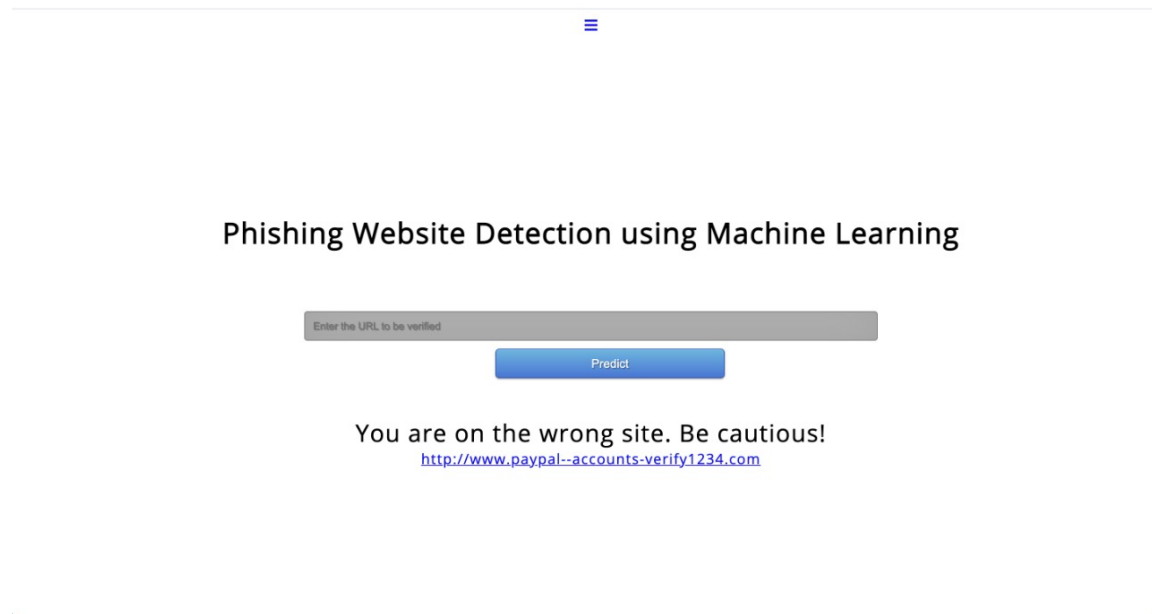 Phishing Website Detection using Machine Learning
Enter the URL to be verified
Predict
You are on the wrong site. Be cautious!
http://www.paypal--accounts-verify1234.com